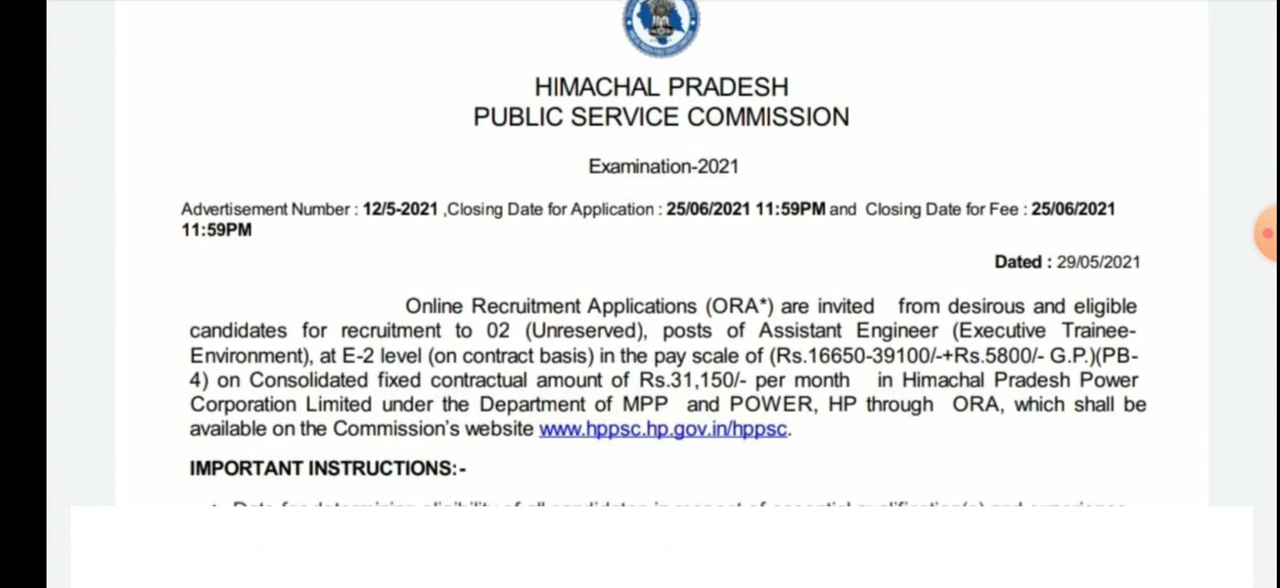 HIMACHAL PRADESH
PUBLIC SERVICE COMMISSION
Examination-2021
Advertisement Number : 12/5-2021 ,Closing Date for Application : 25/06/2021 11:59PM and Closing Date for Fee : 25/06/2021
11:59PM
Dated : 29/05/2021
Online Recruitment Applications (ORA*) are invited from desirous and eligible
candidates for recruitment to 02 (Unreserved), posts of Assistant Engineer (Executive Trainee-
Environment), at E-2 level (on contract basis) in the pay scale of (Rs.16650-39100/-+Rs.5800/- G.P.)(PB-
4) on Consolidated fixed contractual amount of Rs.31,150/- per month in Himachal Pradesh Power
Corporation Limited under the Department of MPP and POWER, HP through ORA, which shall be
available on the Commission's website www.hppsc.hp.gov.in/hppsc.
IMPORTANT INSTRUCTIONS:-